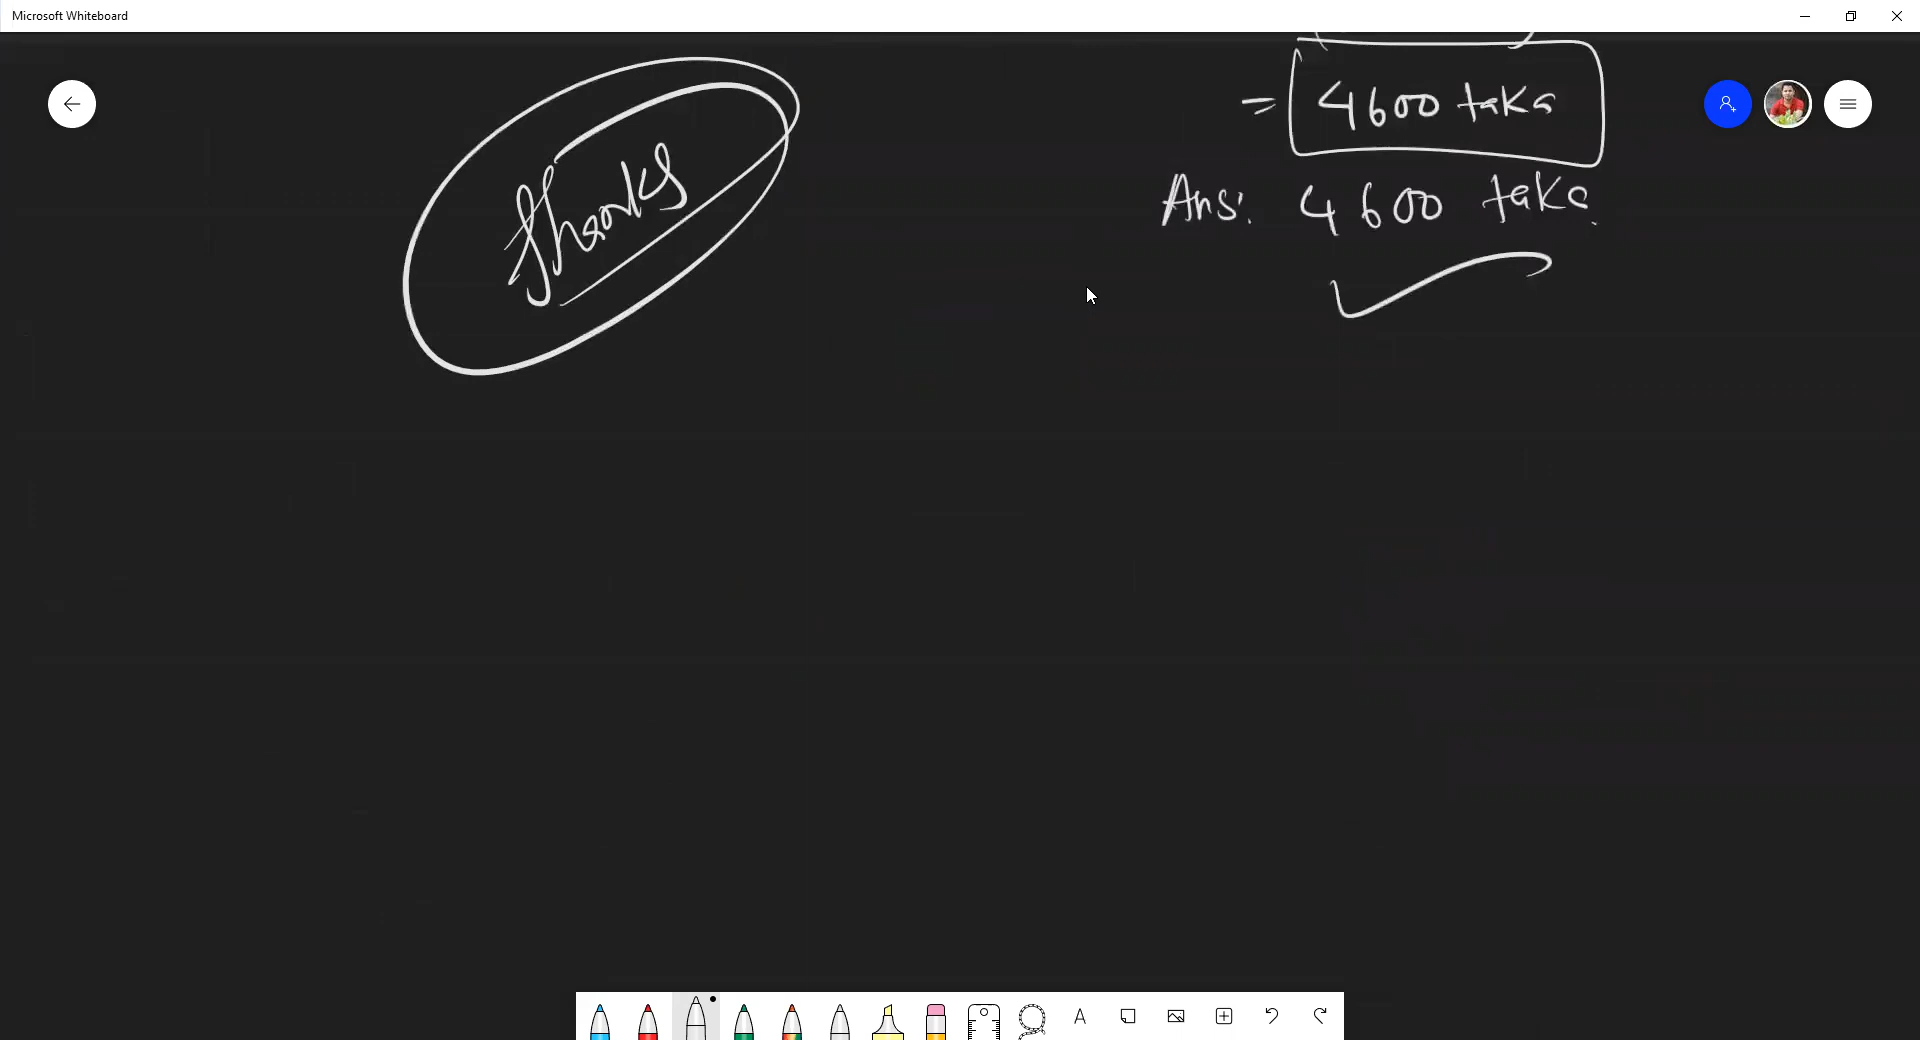 Microsoft Whiteboard
= 4600 taka
Ans: 4600 taka.
thanks
A